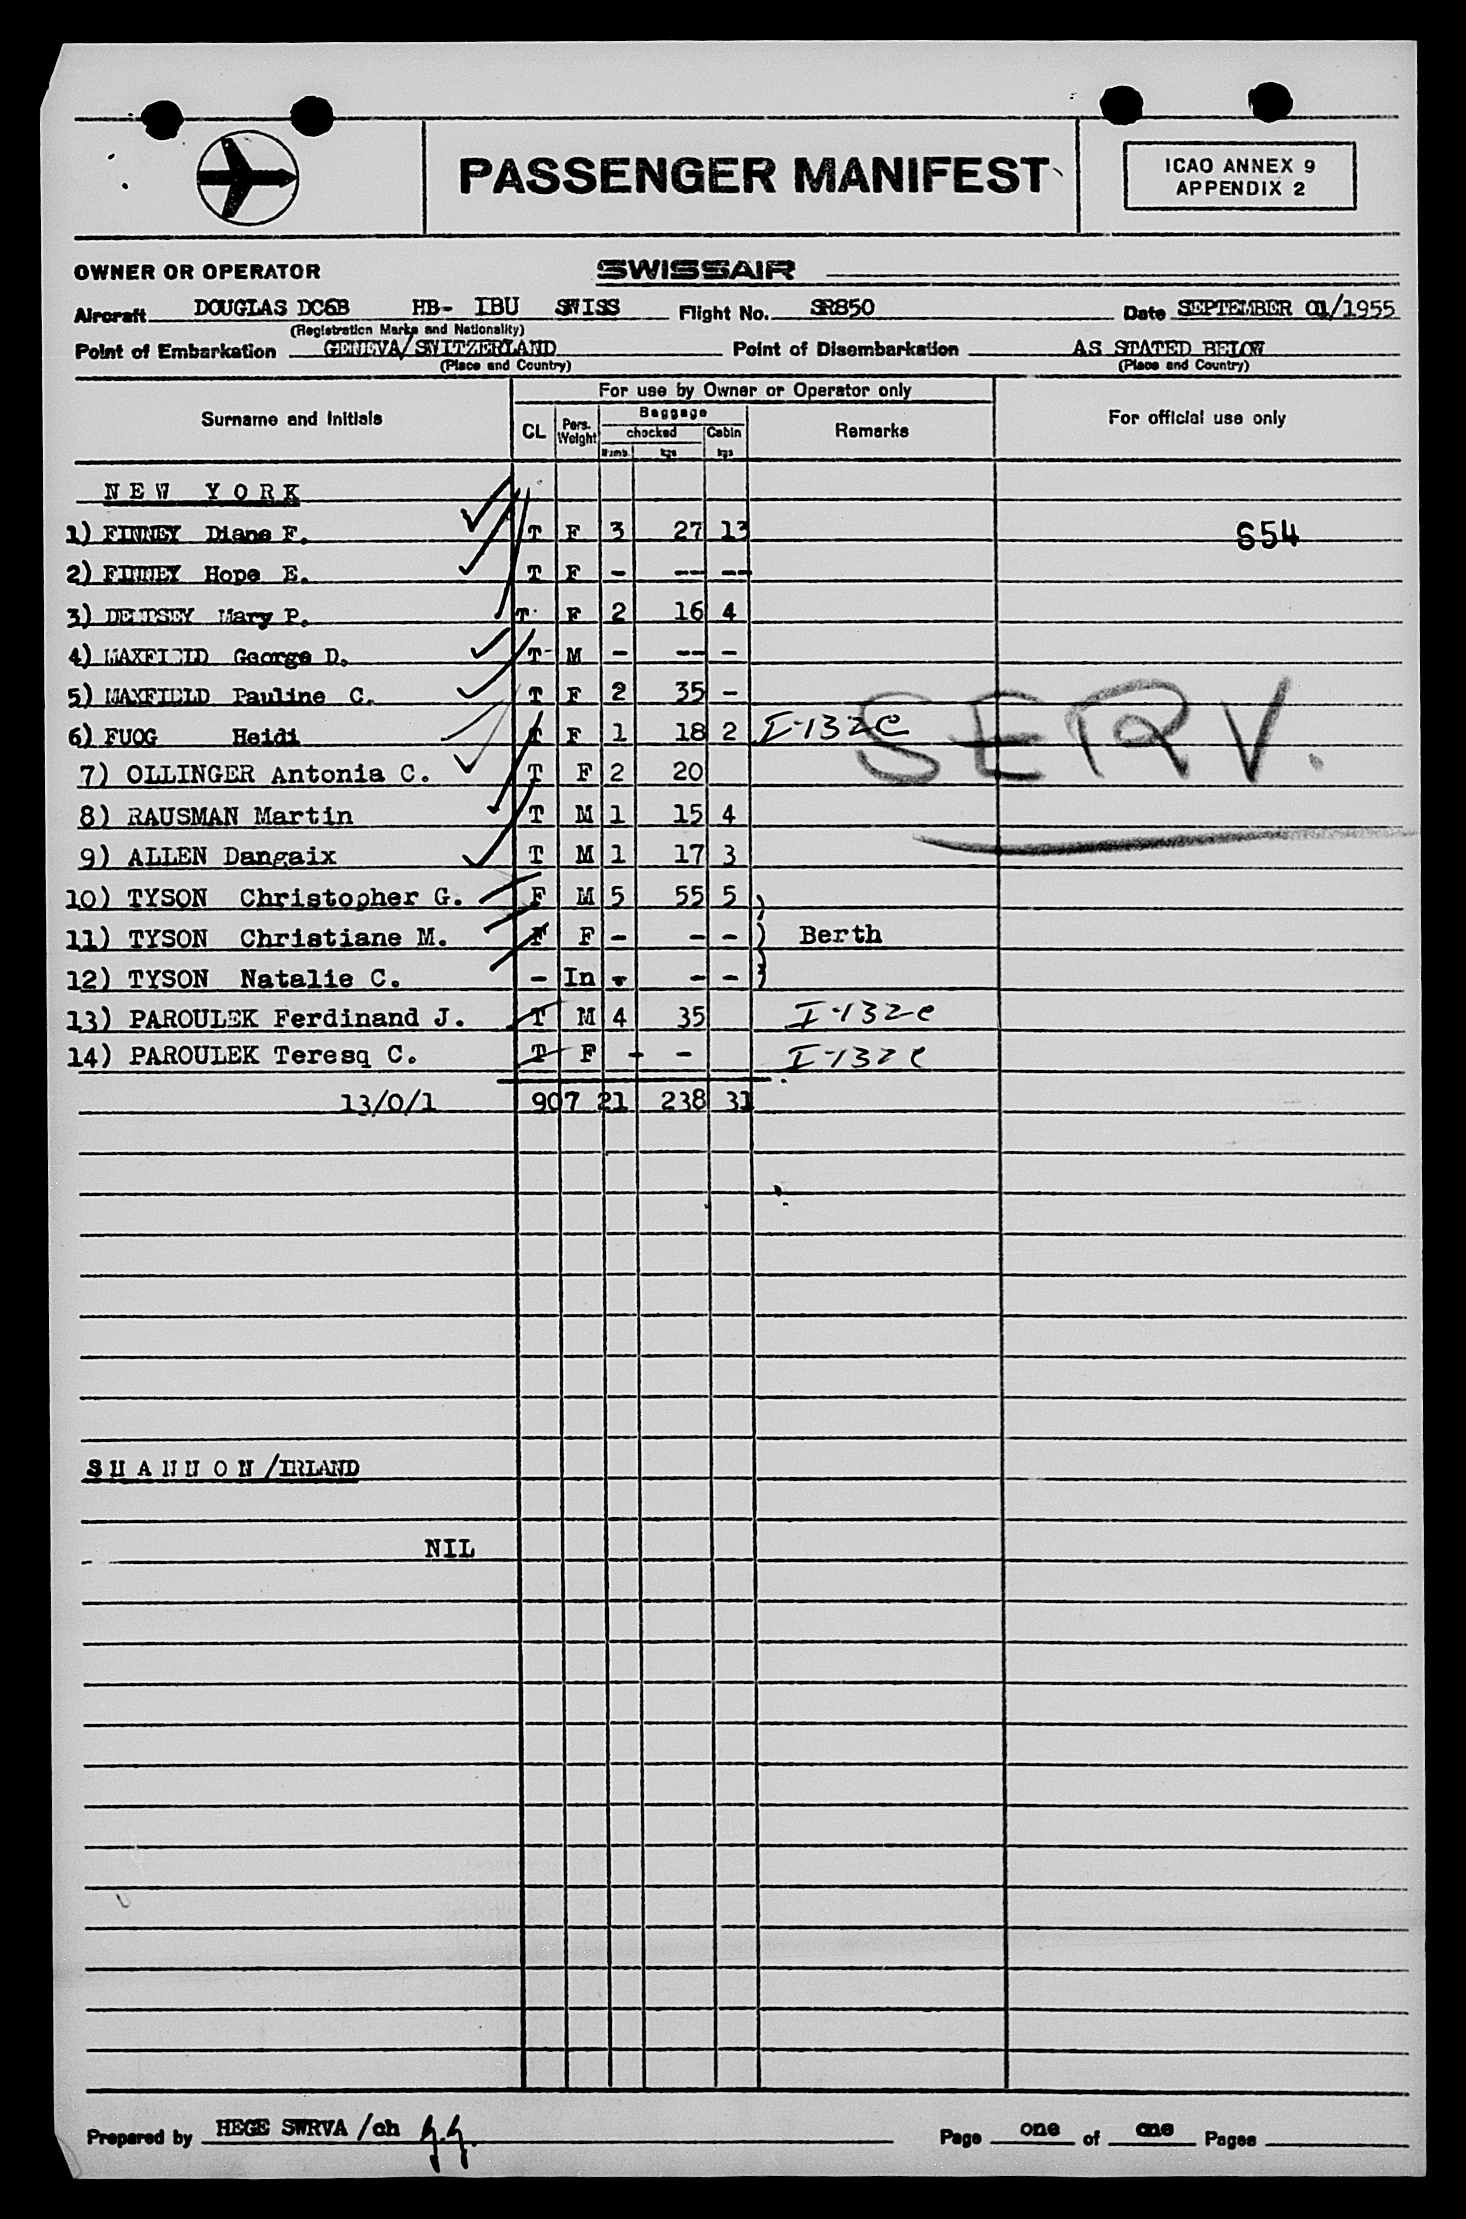 PASSENGER MANIFEST
ICAO ANNEX 9
APPENDIX 2
OWNER OR OPERATOR SWISSAIR
Aircraft DOUGLAS DC6B HB- IBU SWISS Flight No. SR850 Date SEPTEMBER 01/1955
(Registration Marks and Nationality)
Point of Embarkation GENEVA/SWITZERLAND Point of Disembarkation AS STATED BELOW
(Place and Country) (Place and Country)
For use by Owner or Operator only
Surname and Initials CL Pers. Weight Baggage Remarks For official use only
checked Cabin
Numb. kgs kgs
N E W Y O R K
1) FINNEY Diane F. T F 3 27 13 S54
2) FINNEY Hope E. T F - -- --
3) DEMPSEY Mary P. T F 2 16 4
4) MAXFIELD George D. T M - -- -
5) MAXFIELD Pauline C. T F 2 35 -
6) FUOG Heidi T F 1 18 2 I-132e
SERV.
7) OLLINGER Antonia C. T F 2 20
8) RAUSMAN Martin T M 1 15 4
9) ALLEN Dangaix T M 1 17 3
10) TYSON Christopher G. F M 5 55 5 )
11) TYSON Christiane M. F F - - - ) Berth
12) TYSON Natalie C. - In - - - )
13) PAROULEK Ferdinand J. T M 4 35 I-132e
14) PAROULEK Teresq C. T F - - I-132e
13/0/1 907 21 238 31
S H A N N O N /IRLAND
NIL
Prepared by HEGE SWRVA /ch Page one of one Pages